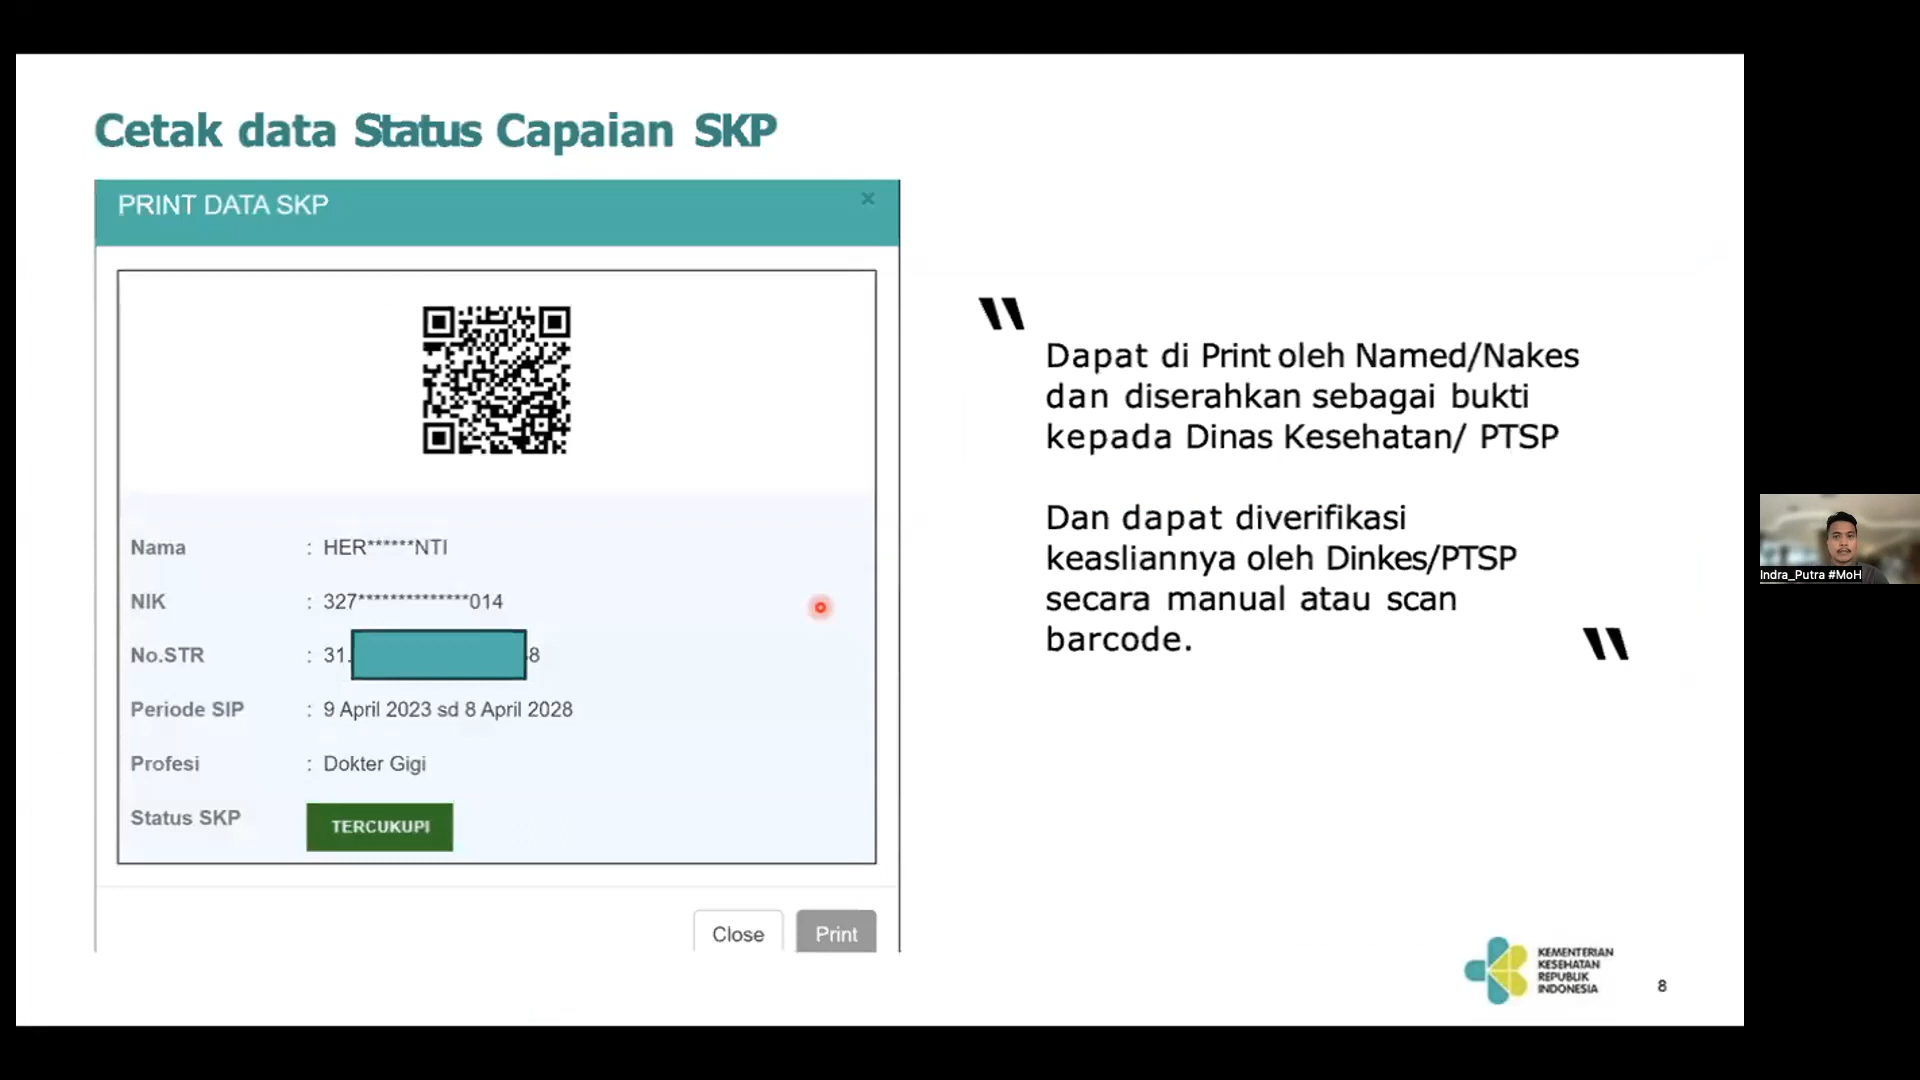 Cetak data Status Capaian SKP
PRINT DATA SKP
×
Nama : HER******NTI
NIK : 327**************014
No.STR : 31. 8
Periode SIP : 9 April 2023 sd 8 April 2028
Profesi : Dokter Gigi
Status SKP TERCUKUPI
Close Print
Dapat di Print oleh Named/Nakes
dan diserahkan sebagai bukti
kepada Dinas Kesehatan/ PTSP
Dan dapat diverifikasi
keasliannya oleh Dinkes/PTSP
secara manual atau scan
barcode.
KEMENTERIAN
KESEHATAN
REPUBLIK
INDONESIA
8
Indra_Putra #MoH